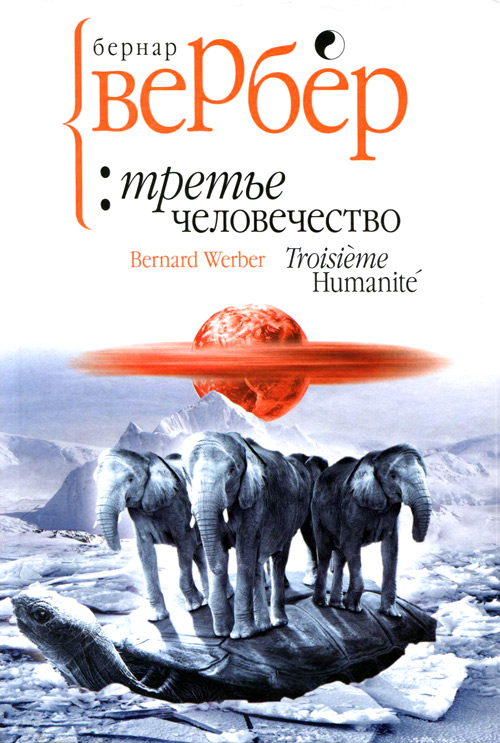 бернар
вербер
:третье
человечество
Bernard Werber Troisième
Humanité